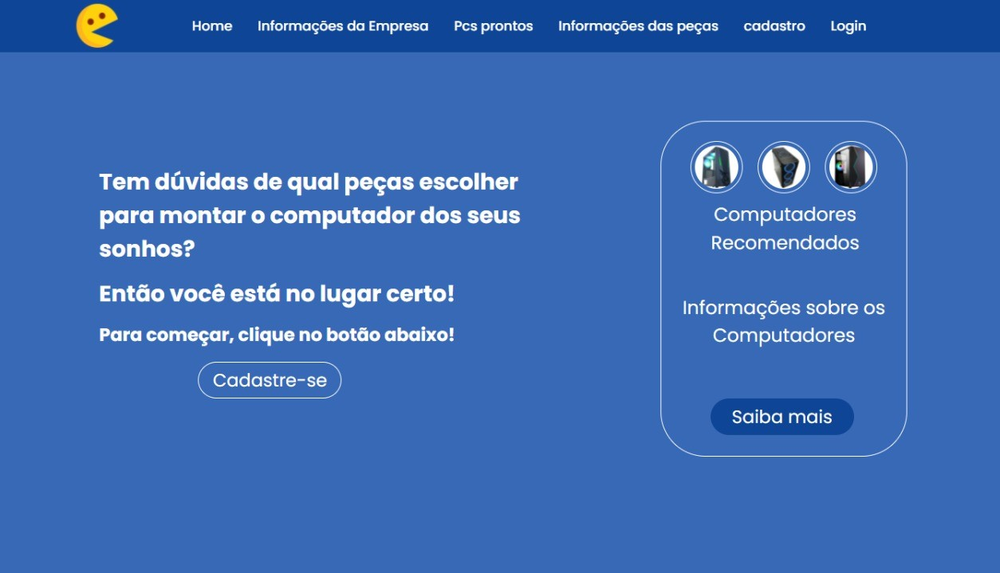 Home Informações da Empresa Pcs prontos Informações das peças cadastro Login
Tem dúvidas de qual peças escolher
para montar o computador dos seus
sonhos?
Então você está no lugar certo!
Para começar, clique no botão abaixo!
Cadastre-se
Computadores
Recomendados
Informações sobre os
Computadores
Saiba mais